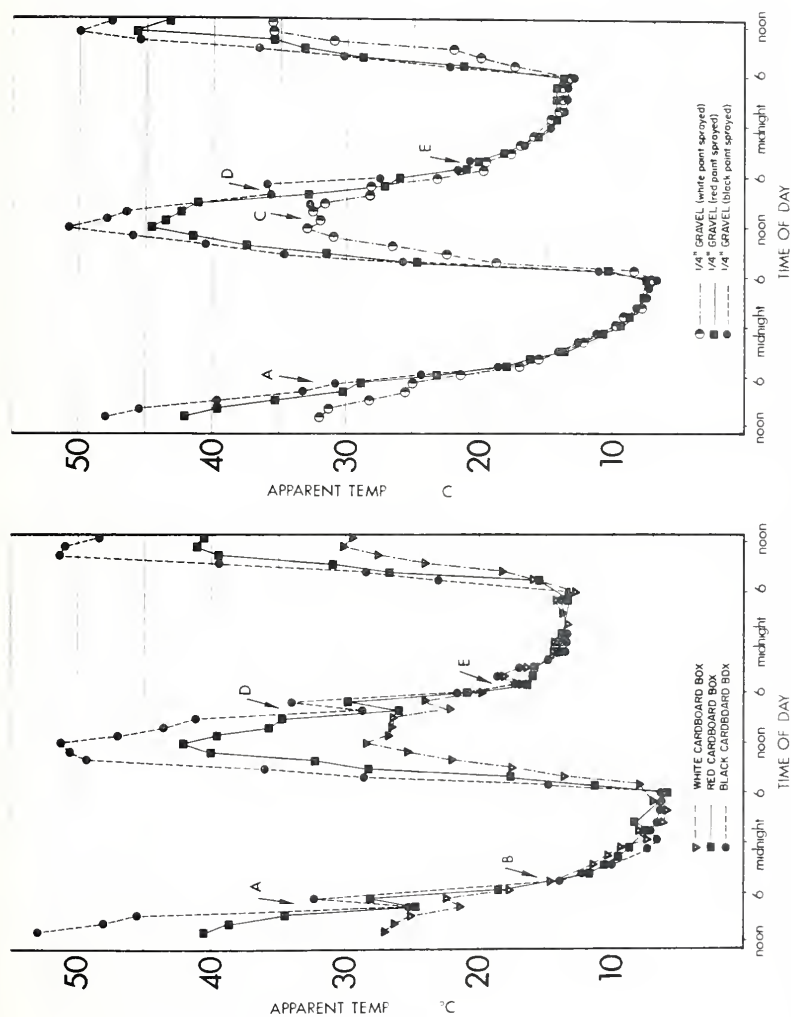 50
40
30
20
10
APPARENT TEMP C
A
C
D
E
noon
6
midnight
6
noon
6
midnight
6
noon
TIME OF DAY
1/4" GRAVEL (white paint sprayed)
1/4" GRAVEL (red paint sprayed)
1/4" GRAVEL (black paint sprayed)
50
40
30
20
10
APPARENT TEMP °C
A
B
D
E
noon
6
midnight
6
noon
6
midnight
6
noon
TIME OF DAY
WHITE CARDBOARD BOX
RED CARDBOARD BOX
BLACK CARDBOARD BOX